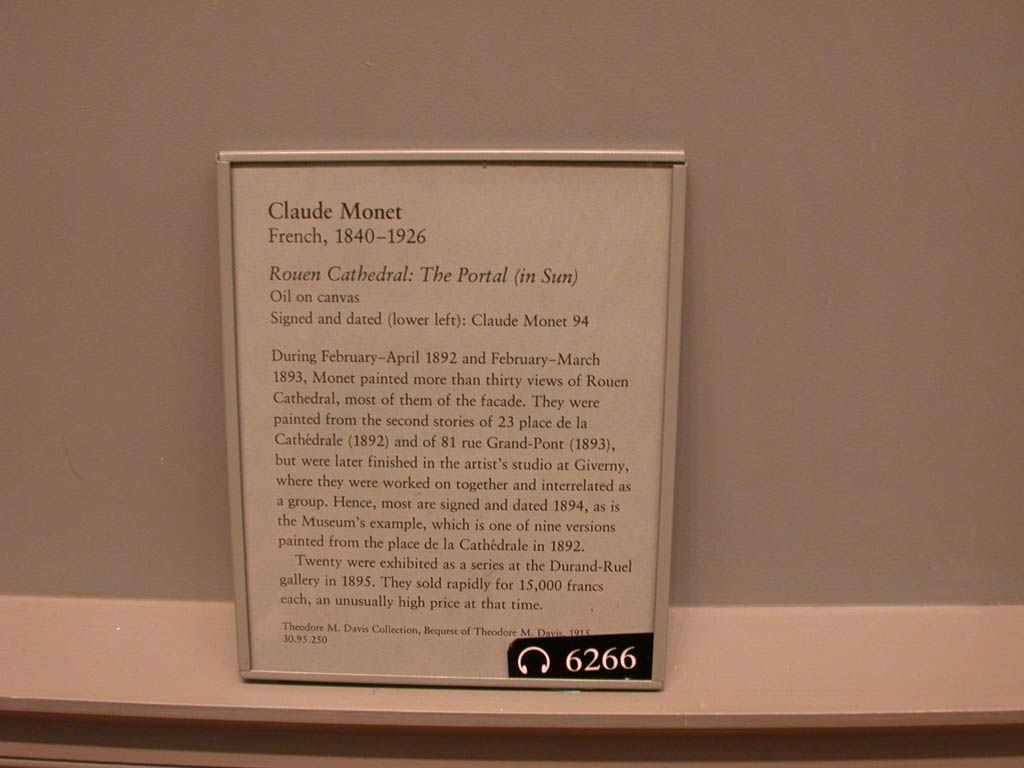 Claude Monet
French, 1840–1926
Rouen Cathedral: The Portal (in Sun)
Oil on canvas
Signed and dated (lower left): Claude Monet 94
During February–April 1892 and February–March
1893, Monet painted more than thirty views of Rouen
Cathedral, most of them of the facade. They were
painted from the second stories of 23 place de la
Cathédrale (1892) and of 81 rue Grand-Pont (1893),
but were later finished in the artist's studio at Giverny,
where they were worked on together and interrelated as
a group. Hence, most are signed and dated 1894, as is
the Museum's example, which is one of nine versions
painted from the place de la Cathédrale in 1892.
Twenty were exhibited as a series at the Durand-Ruel
gallery in 1895. They sold rapidly for 15,000 francs
each, an unusually high price at that time.
Theodore M. Davis Collection, Bequest of Theodore M. Davis, 1915
30.95.250
6266